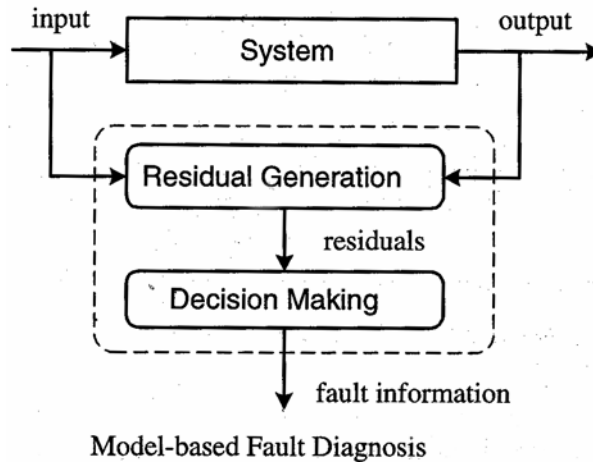 input
output
System
Residual Generation
residuals
Decision Making
fault information
Model-based Fault Diagnosis